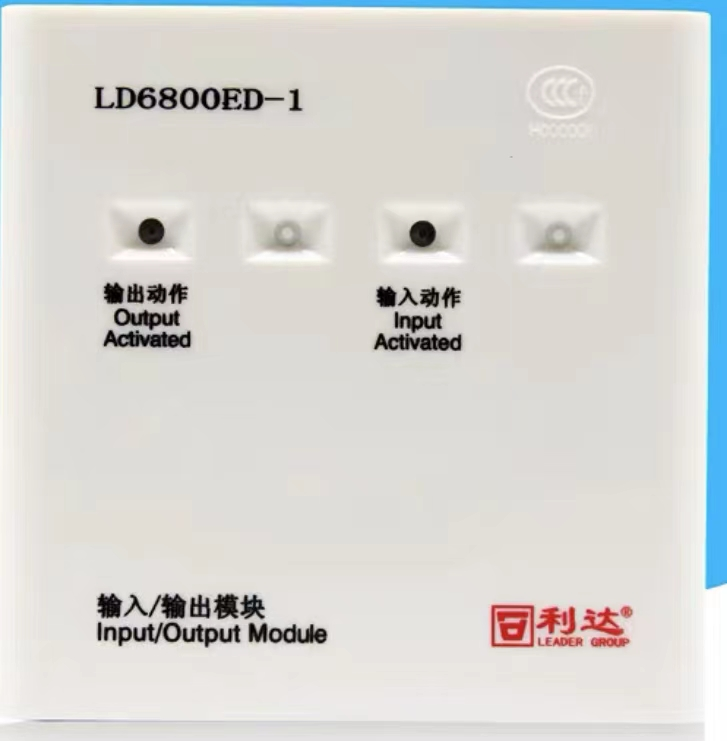 LD6800ED-1
输出动作
Output
Activated
输入动作
Input
Activated
输入/输出模块
Input/Output Module
利达®
LEADER GROUP